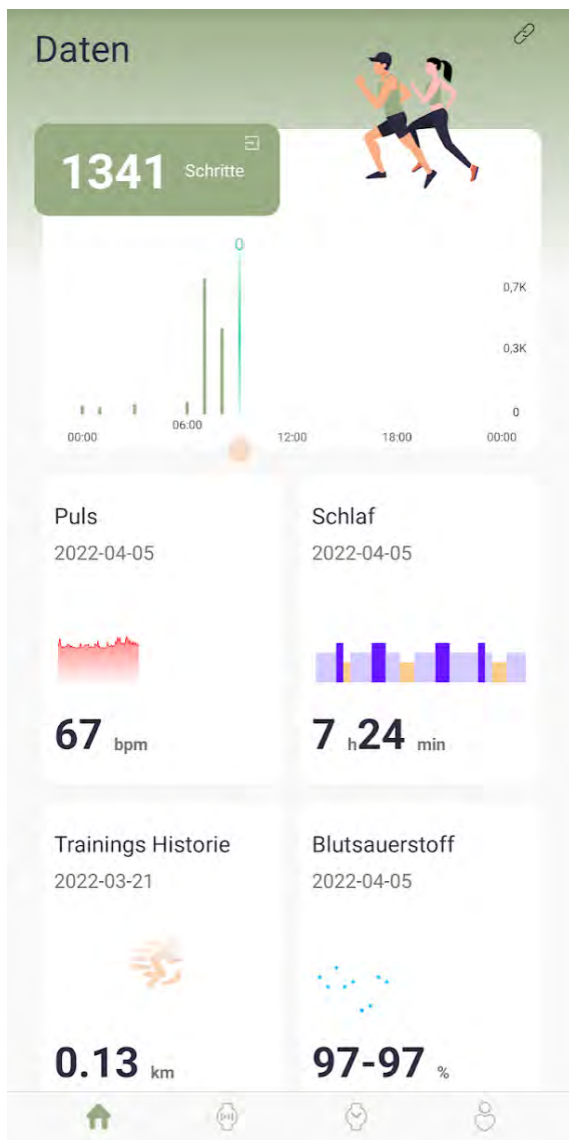 Daten
1341 Schritte
0
0,7K
0,3K
0
00:00 06:00 12:00 18:00 00:00
Puls
2022-04-05
67 bpm
Schlaf
2022-04-05
7 h 24 min
Trainings Historie
2022-03-21
0.13 km
Blutsauerstoff
2022-04-05
97-97 %